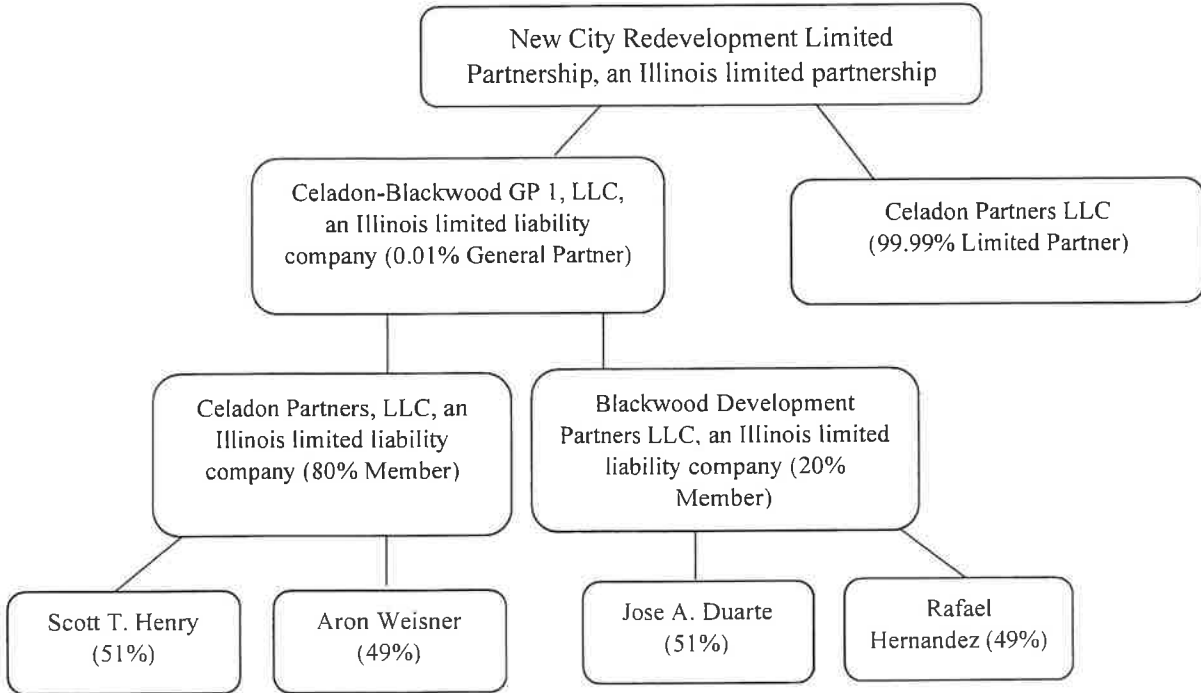 New City Redevelopment Limited
Partnership, an Illinois limited partnership
Celadon-Blackwood GP 1, LLC,
an Illinois limited liability
company (0.01% General Partner)
Celadon Partners LLC
(99.99% Limited Partner)
Celadon Partners, LLC, an
Illinois limited liability
company (80% Member)
Blackwood Development
Partners LLC, an Illinois limited
liability company (20%
Member)
Scott T. Henry
(51%)
Aron Weisner
(49%)
Jose A. Duarte
(51%)
Rafael
Hernandez (49%)